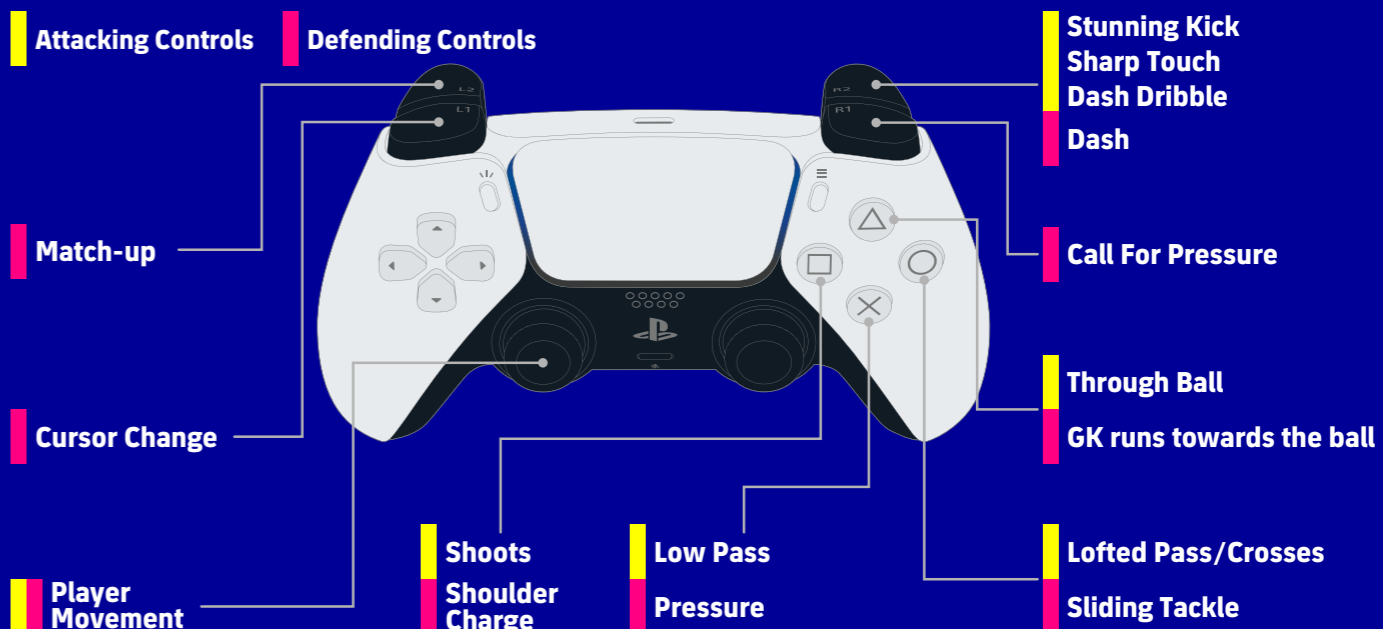 Attacking Controls
Defending Controls
Stunning Kick
Sharp Touch
Dash Dribble
Dash
L2
L1
R2
R1
Match-up
Call For Pressure
Cursor Change
Through Ball
GK runs towards the ball
Player
Movement
Shoots
Shoulder
Charge
Low Pass
Pressure
Lofted Pass/Crosses
Sliding Tackle